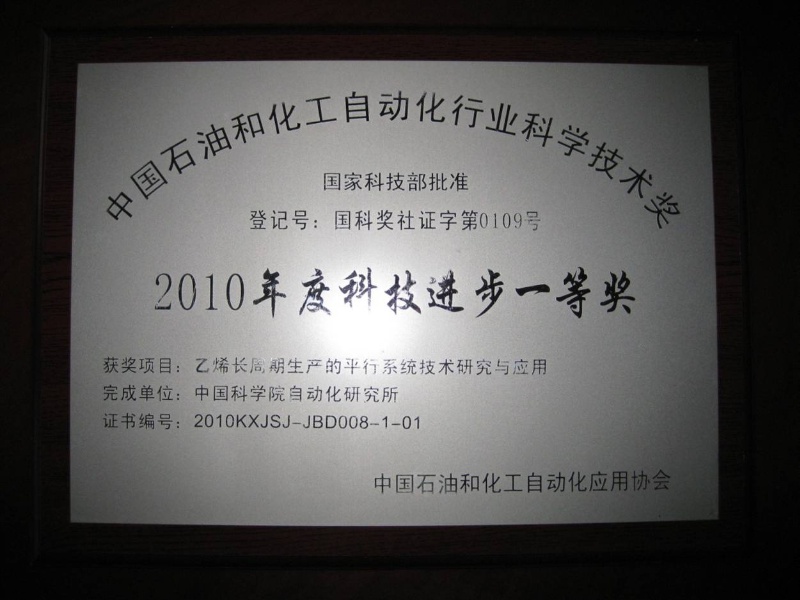 中国石油和化工自动化行业科学技术奖
国家科技部批准
登记号：国科奖社证字第0109号
2010年度科技进步一等奖
获奖项目：乙烯长周期生产的平行系统技术研究与应用
完成单位：中国科学院自动化研究所
证书编号：2010KXJSJ-JBD008-1-01
中国石油和化工自动化应用协会